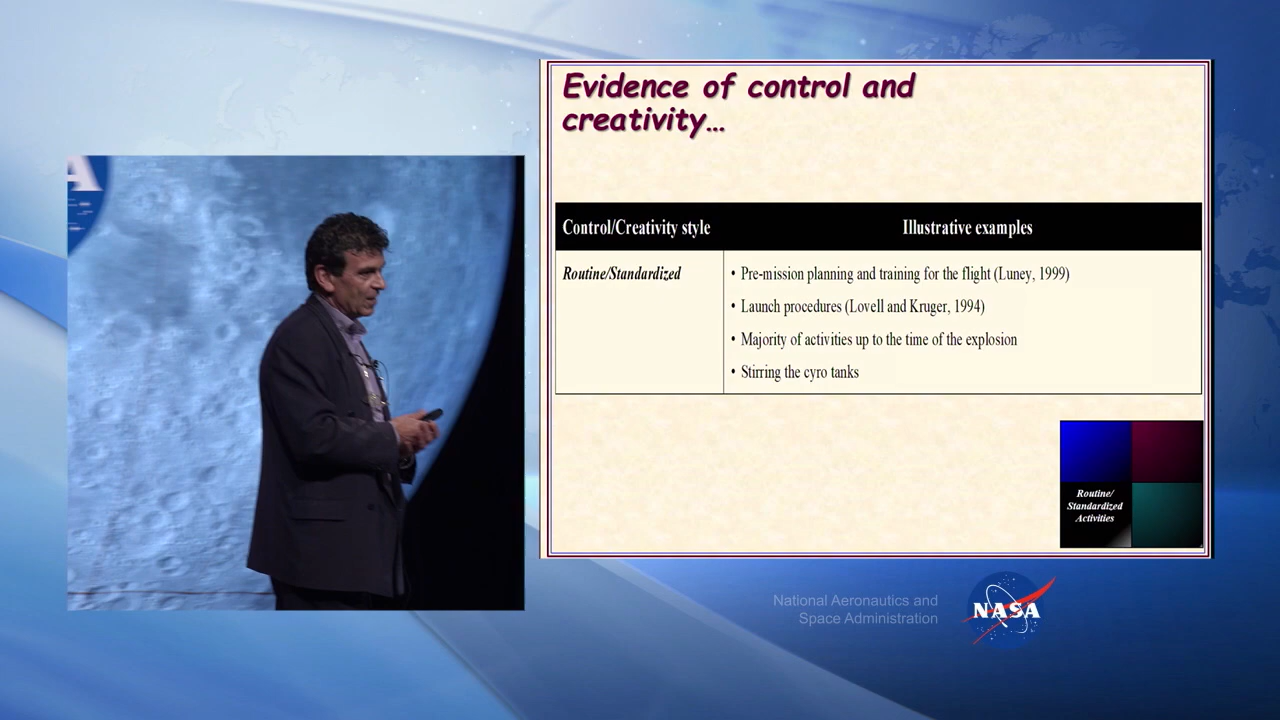 Evidence of control and
creativity…
Control/Creativity style
Illustrative examples
Routine/Standardized
• Pre-mission planning and training for the flight (Luney, 1999)
• Launch procedures (Lovell and Kruger, 1994)
• Majority of activities up to the time of the explosion
• Stirring the cyro tanks
Routine/
Standardized
Activities
National Aeronautics and
Space Administration
NASA
A